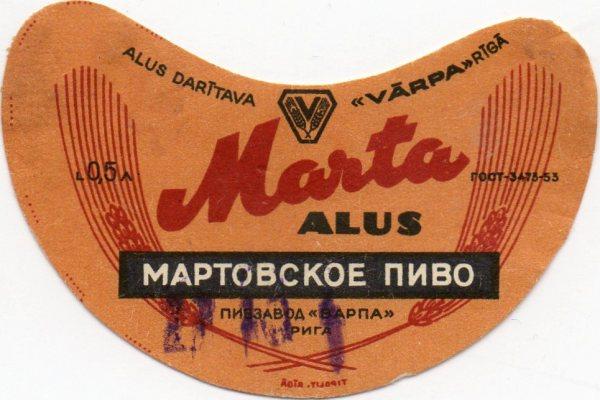 ALUS DARĪTAVA «VĀRPA» RĪGĀ
V
L 0,5 Л
Marta
ГОСТ-3473-53
ALUS
МАРТОВСКОЕ ПИВО
ПИВЗАВОД «ВАРПА»
РИГА